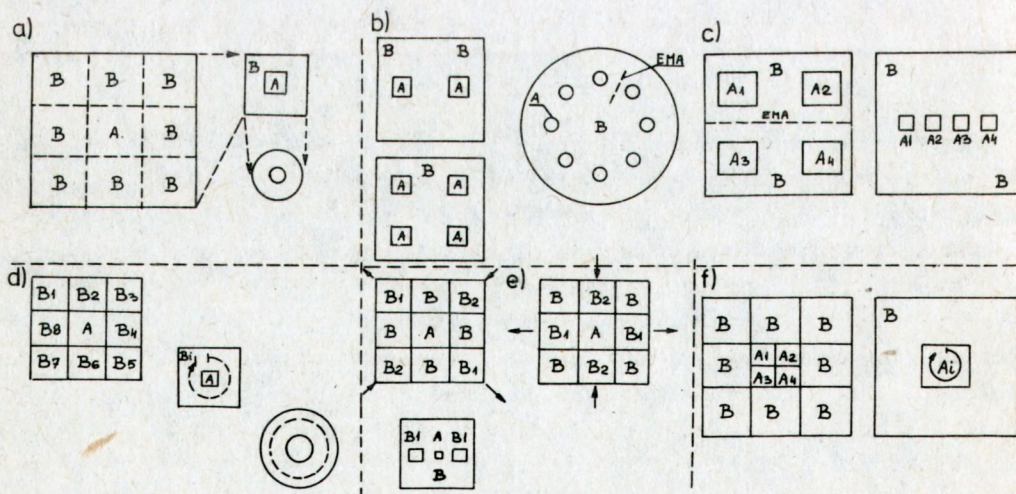 a)
B B B
B A B
B B B
B
A
b)
B B
A A
B
A A
A A
EMA
A
B
c)
B
A1 A2
EMA
A3 A4
B
B
A1 A2 A3 A4
B
d)
B1 B2 B3
B8 A B4
B7 B6 B5
Bi
A
B1 B B2
B A B
B2 B B1
B1 A B1
B
e)
B B2 B
B1 A B1
B B2 B
f)
B B B
B A1 A2 B
A3 A4
B B B
B
Ai